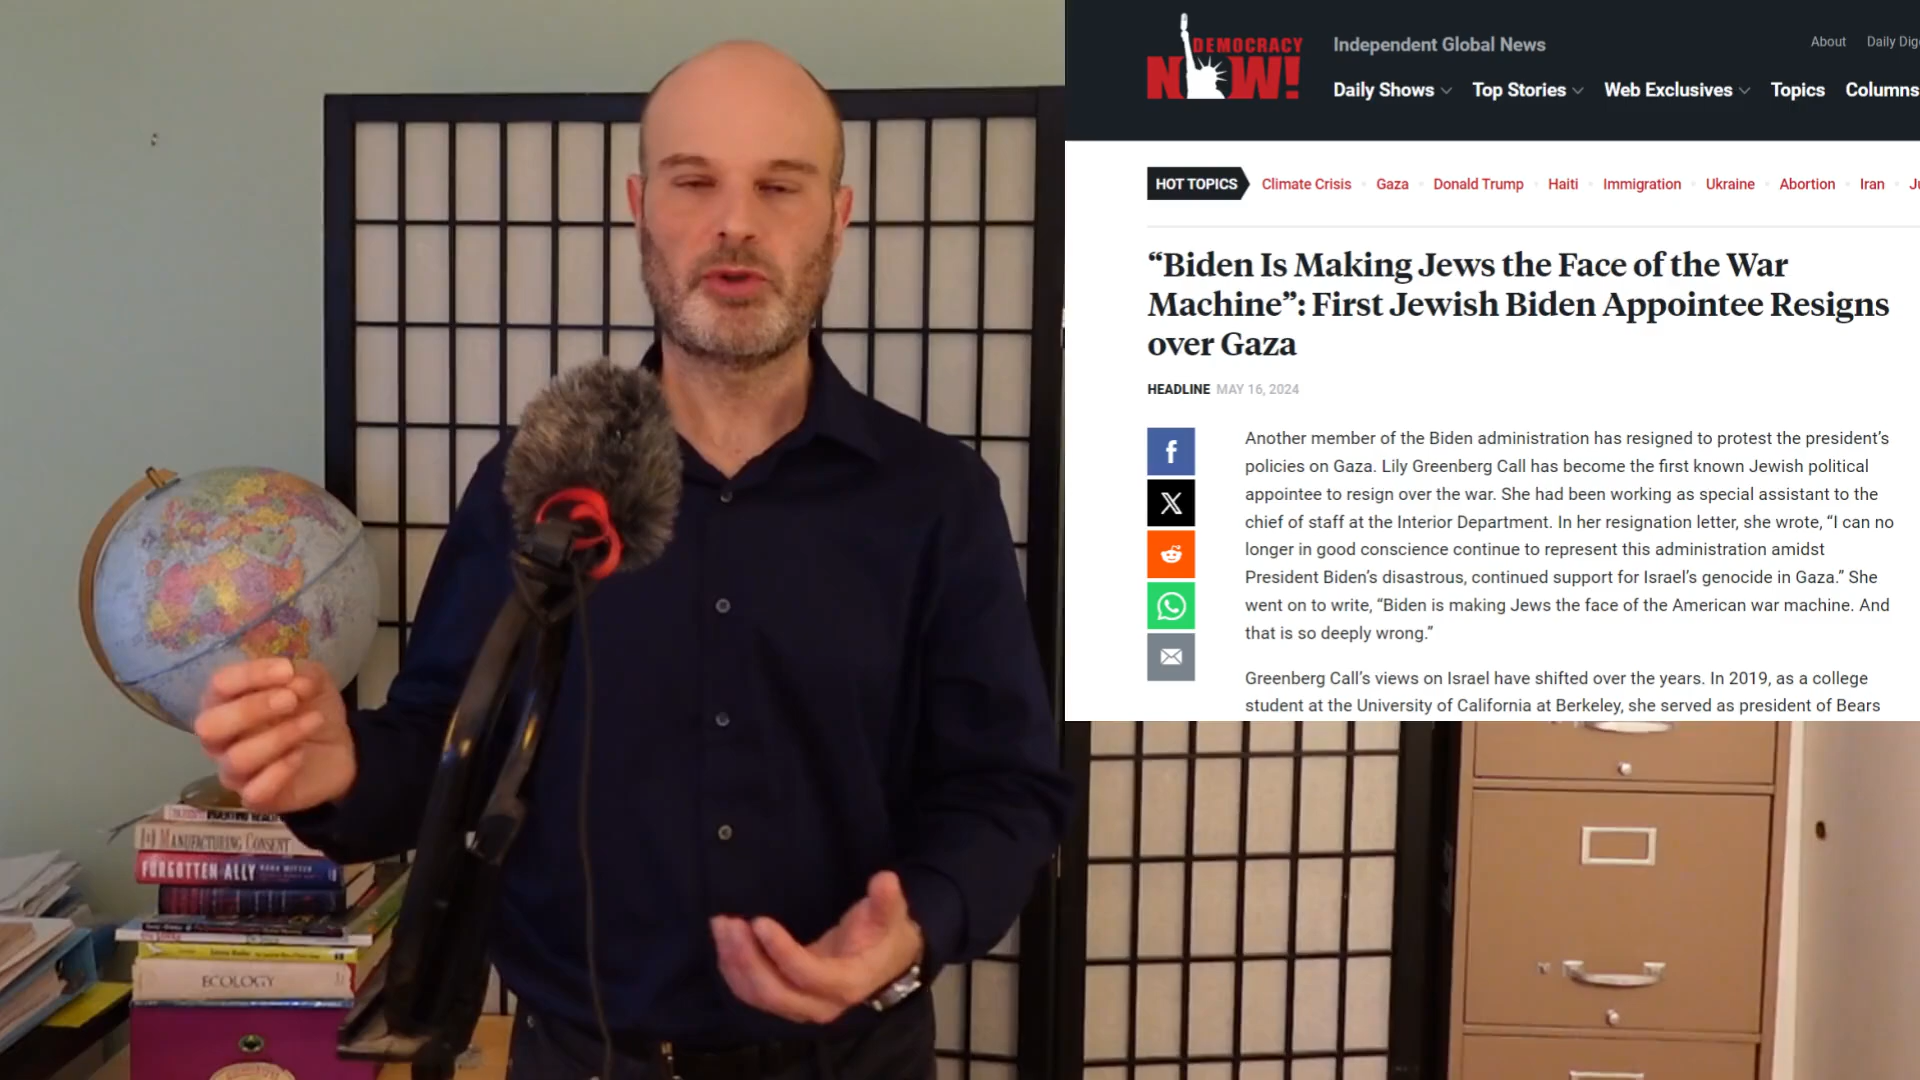 DEMOCRACY
NOW!
Independent Global News
About Daily Dig
Daily Shows Top Stories Web Exclusives Topics Columns
HOT TOPICS Climate Crisis Gaza Donald Trump Haiti Immigration Ukraine Abortion Iran Ju
“Biden Is Making Jews the Face of the War
Machine”: First Jewish Biden Appointee Resigns
over Gaza
HEADLINE MAY 16, 2024
Another member of the Biden administration has resigned to protest the president’s
policies on Gaza. Lily Greenberg Call has become the first known Jewish political
appointee to resign over the war. She had been working as special assistant to the
chief of staff at the Interior Department. In her resignation letter, she wrote, “I can no
longer in good conscience continue to represent this administration amidst
President Biden’s disastrous, continued support for Israel’s genocide in Gaza.” She
went on to write, “Biden is making Jews the face of the American war machine. And
that is so deeply wrong.”
Greenberg Call’s views on Israel have shifted over the years. In 2019, as a college
student at the University of California at Berkeley, she served as president of Bears
MANUFACTURING CONSENT
FORGOTTEN ALLY RANA MITTER
ECOLOGY